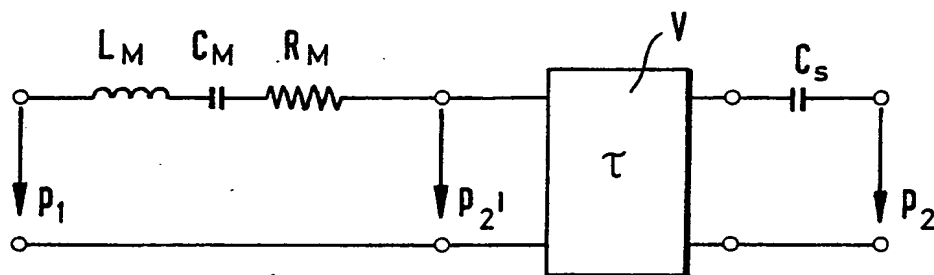 L_M C_M R_M V C_s
p_1 p_2' τ p_2